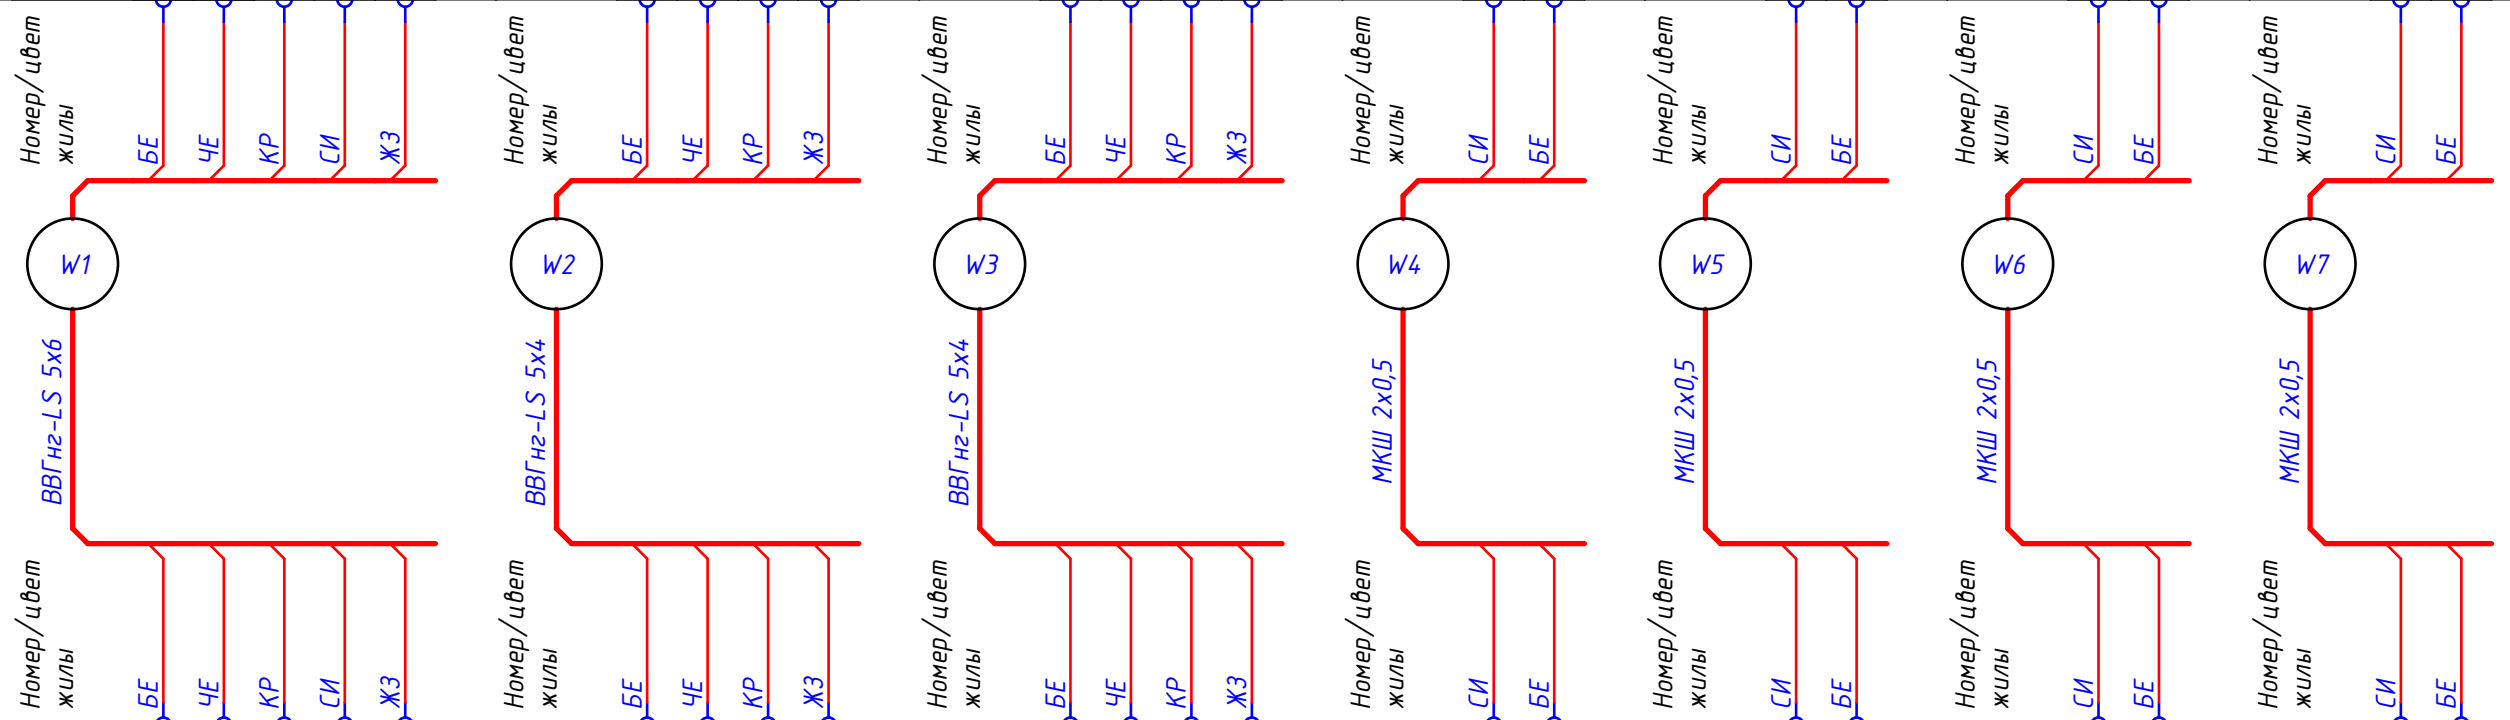 Номер/цвет
жилы
БЕ
ЧЕ
КР
СИ
ЖЗ
Номер/цвет
жилы
БЕ
ЧЕ
КР
ЖЗ
Номер/цвет
жилы
БЕ
ЧЕ
КР
ЖЗ
Номер/цвет
жилы
СИ
БЕ
Номер/цвет
жилы
СИ
БЕ
Номер/цвет
жилы
СИ
БЕ
Номер/цвет
жилы
СИ
БЕ
W1
W2
W3
W4
W5
W6
W7
ВВГнг-LS 5х6
ВВГнг-LS 5х4
ВВГнг-LS 5х4
МКШ 2х0,5
МКШ 2х0,5
МКШ 2х0,5
МКШ 2х0,5
Номер/цвет
жилы
БЕ
ЧЕ
КР
СИ
ЖЗ
Номер/цвет
жилы
БЕ
ЧЕ
КР
ЖЗ
Номер/цвет
жилы
БЕ
ЧЕ
КР
ЖЗ
Номер/цвет
жилы
СИ
БЕ
Номер/цвет
жилы
СИ
БЕ
Номер/цвет
жилы
СИ
БЕ
Номер/цвет
жилы
СИ
БЕ